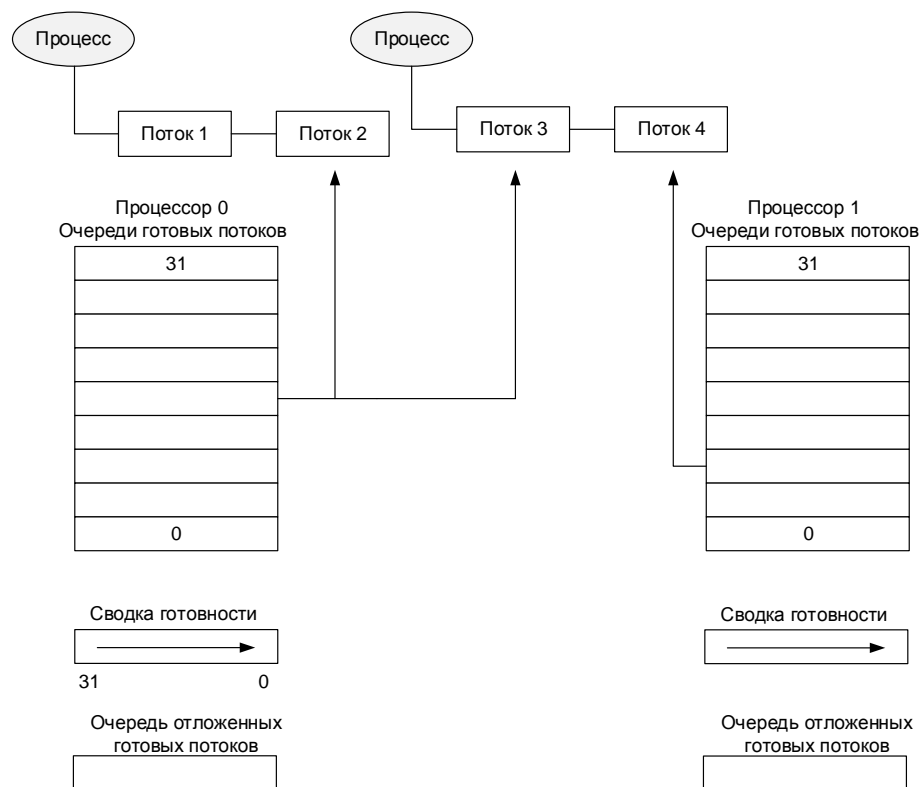 Процесс
Процесс
Поток 1
Поток 2
Поток 3
Поток 4
Процессор 0
Очереди готовых потоков
31
0
Процессор 1
Очереди готовых потоков
31
0
Сводка готовности
31 0
Сводка готовности
Очередь отложенных
готовых потоков
Очередь отложенных
готовых потоков